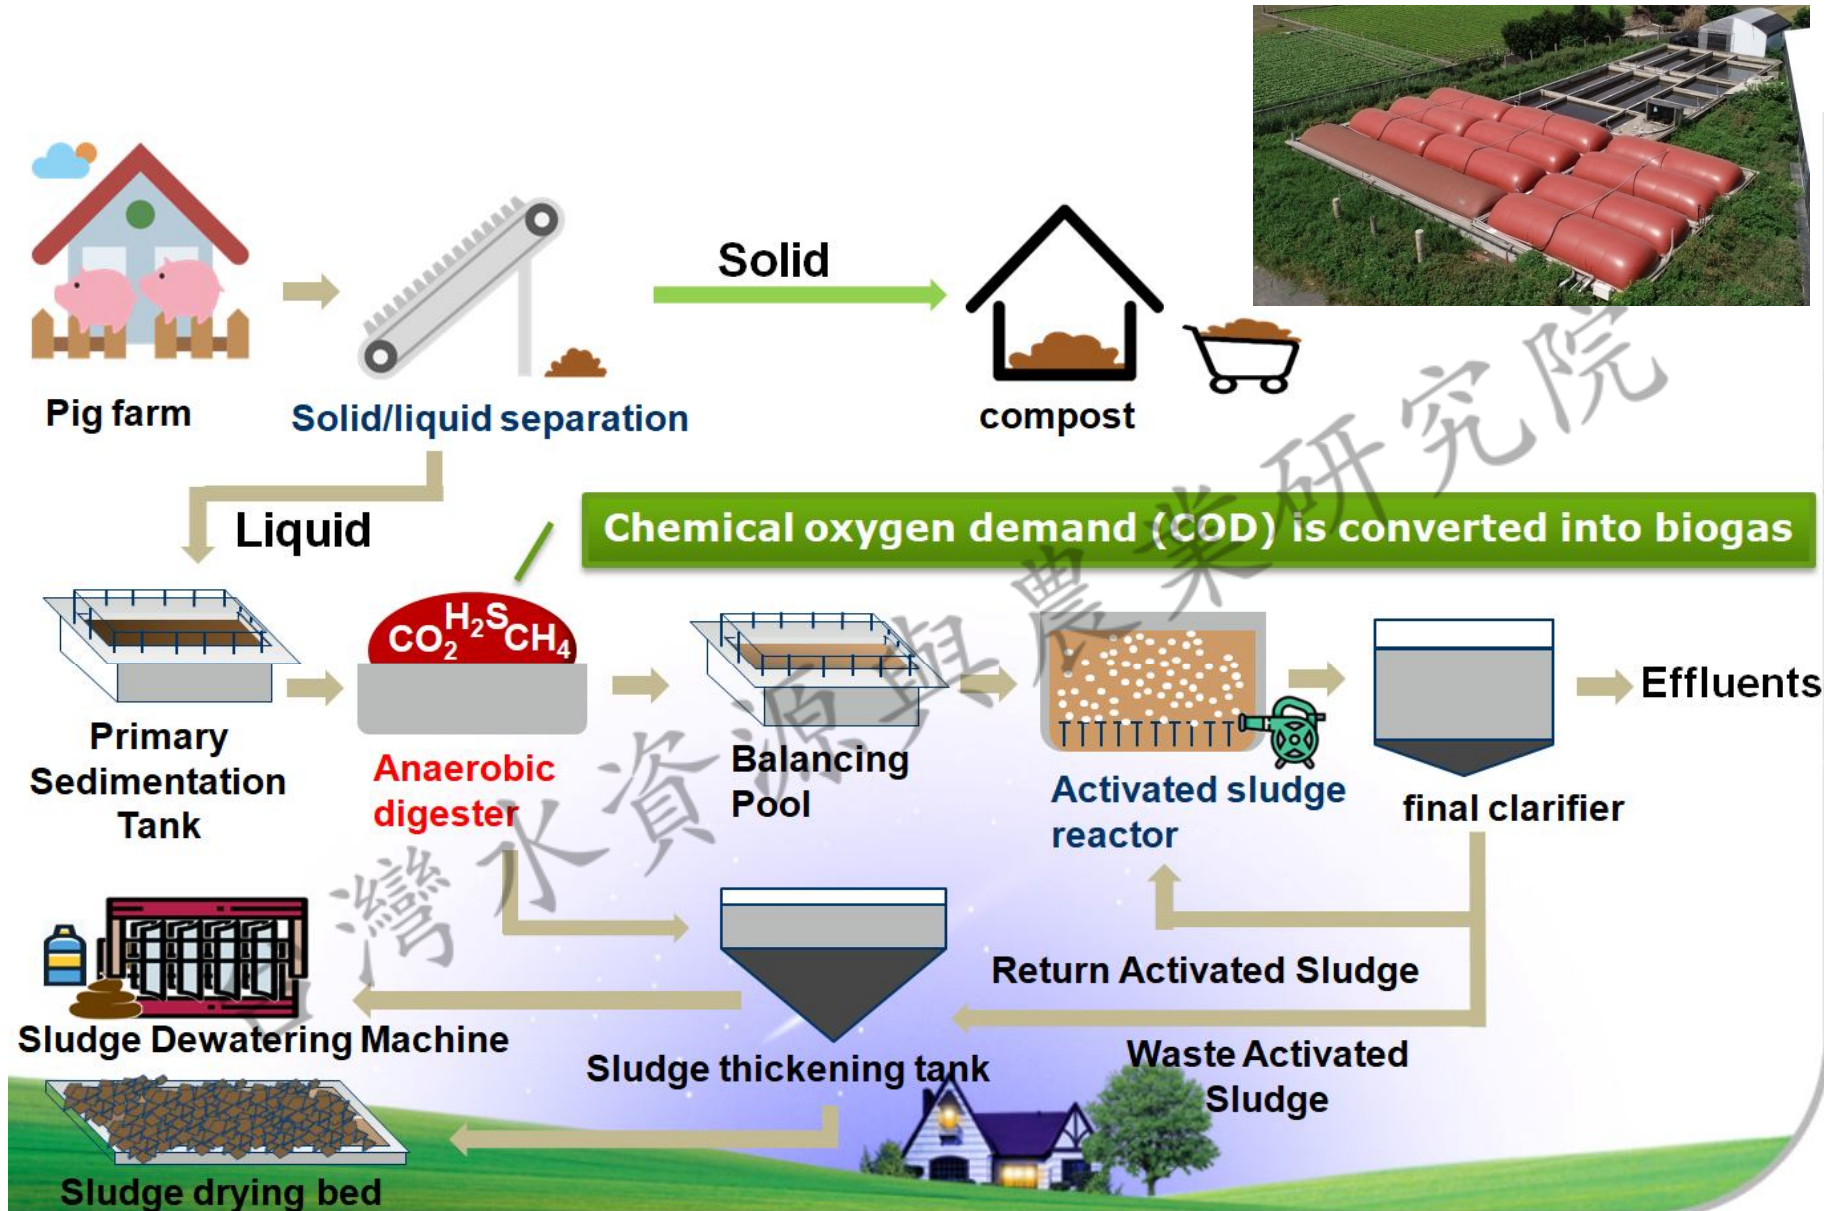 Solid
Pig farm
Solid/liquid separation
compost
Liquid
Chemical oxygen demand (COD) is converted into biogas
CO₂ H₂S CH₄
Effluents
Primary
Sedimentation
Tank
Anaerobic
digester
Balancing
Pool
Activated sludge
reactor
final clarifier
Return Activated Sludge
Sludge Dewatering Machine
Sludge thickening tank
Waste Activated
Sludge
Sludge drying bed
台灣水資源與農業研究院